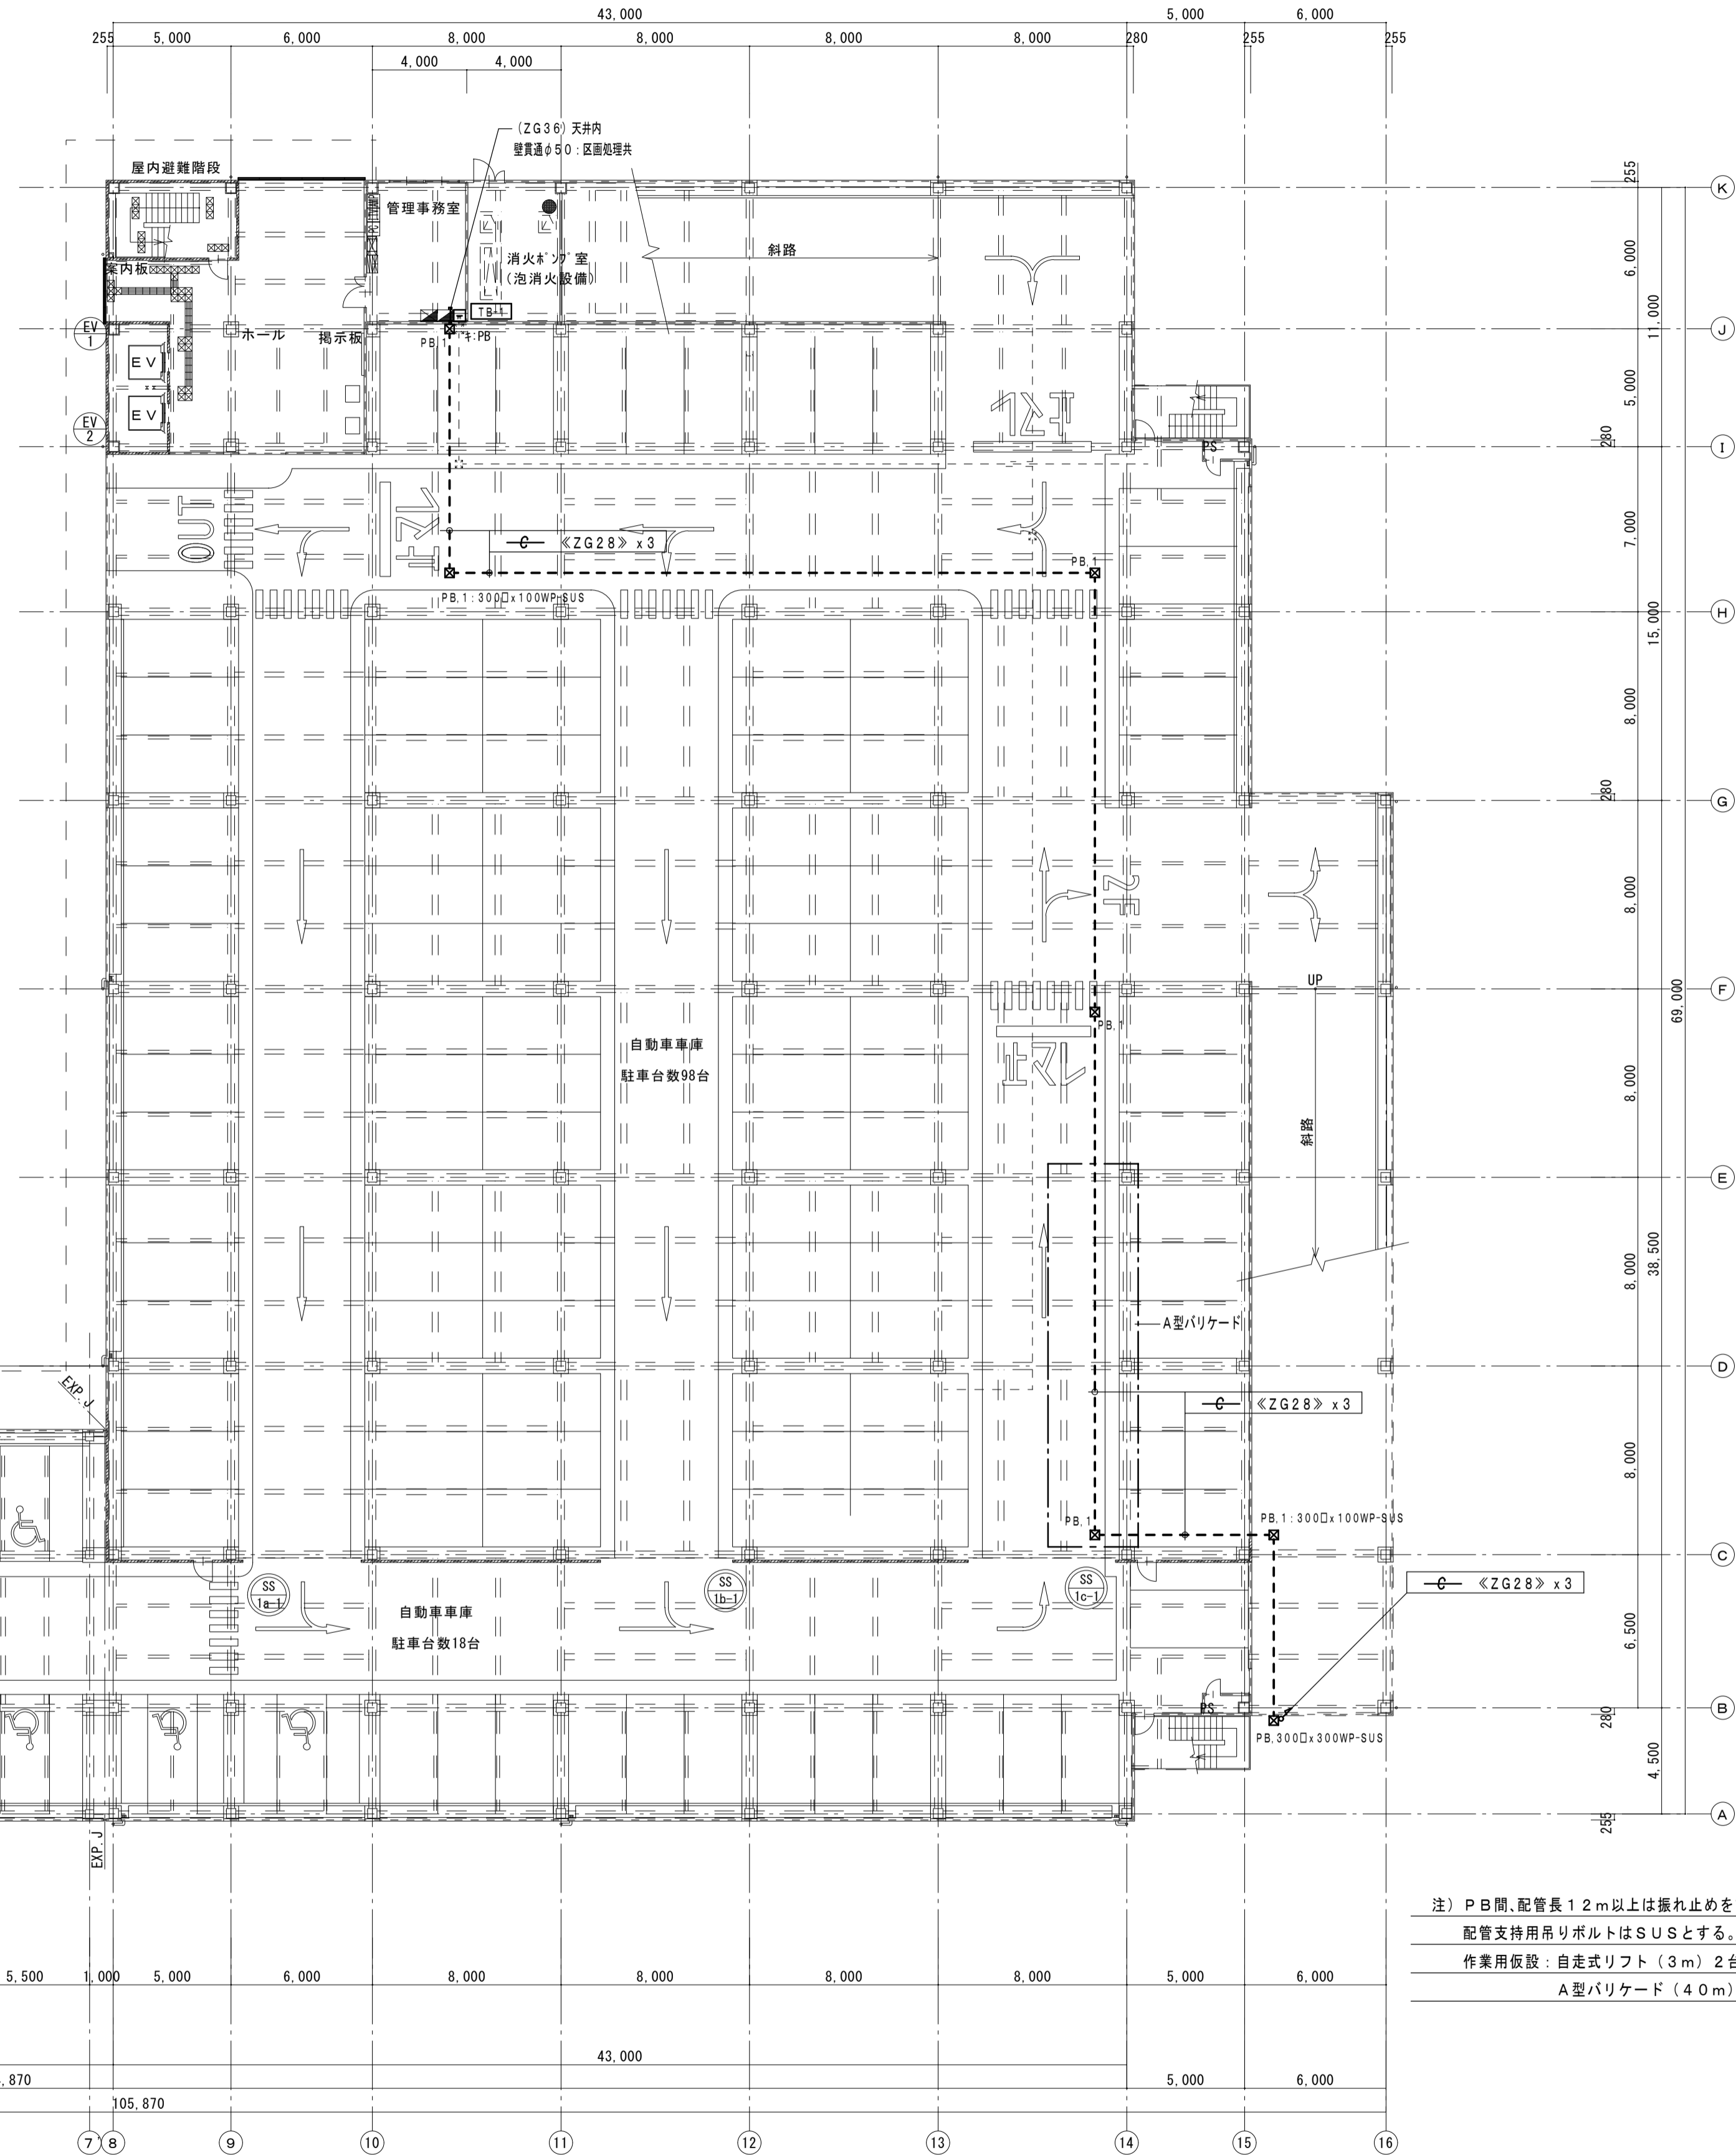 43,000
5,000
6,000
255
5,000
6,000
8,000
8,000
8,000
8,000
280
255
255
4,000
4,000
(ZG36)天井内
壁貫通φ50:区画処理共
屋内避難階段
管理事務室
斜路
消火ポンプ室
(泡消火設備)
案内板
TB-1
EV
1
ホール
掲示板
PB,1
キ:PB
EV
EV
EV
2
止マレ
PS
OUT
止マレ
C 《ZG28》x3
PB,1
PB,1:300□x100WP-SUS
2F
UP
PB,1
自動車車庫
駐車台数98台
止マレ
斜路
A型バリケード
EXP.J
C 《ZG28》x3
PB,1
PB,1:300□x100WP-SUS
SS
1a-1
SS
1b-1
SS
1c-1
C 《ZG28》x3
自動車車庫
駐車台数18台
PS
PB,300□x300WP-SUS
EXP.J
255
6,000
11,000
5,000
280
7,000
15,000
8,000
280
8,000
69,000
8,000
38,500
8,000
8,000
6,500
280
4,500
255
K
J
I
H
G
F
E
D
C
B
A
注)PB間、配管長12m以上は振れ止めを
配管支持用吊りボルトはSUSとする。
作業用仮設:自走式リフト(3m)2台
A型バリケード(40m)
5,500
1,000
5,000
6,000
8,000
8,000
8,000
8,000
5,000
6,000
43,000
,870
5,000
6,000
105,870
7'
8
9
10
11
12
13
14
15
16